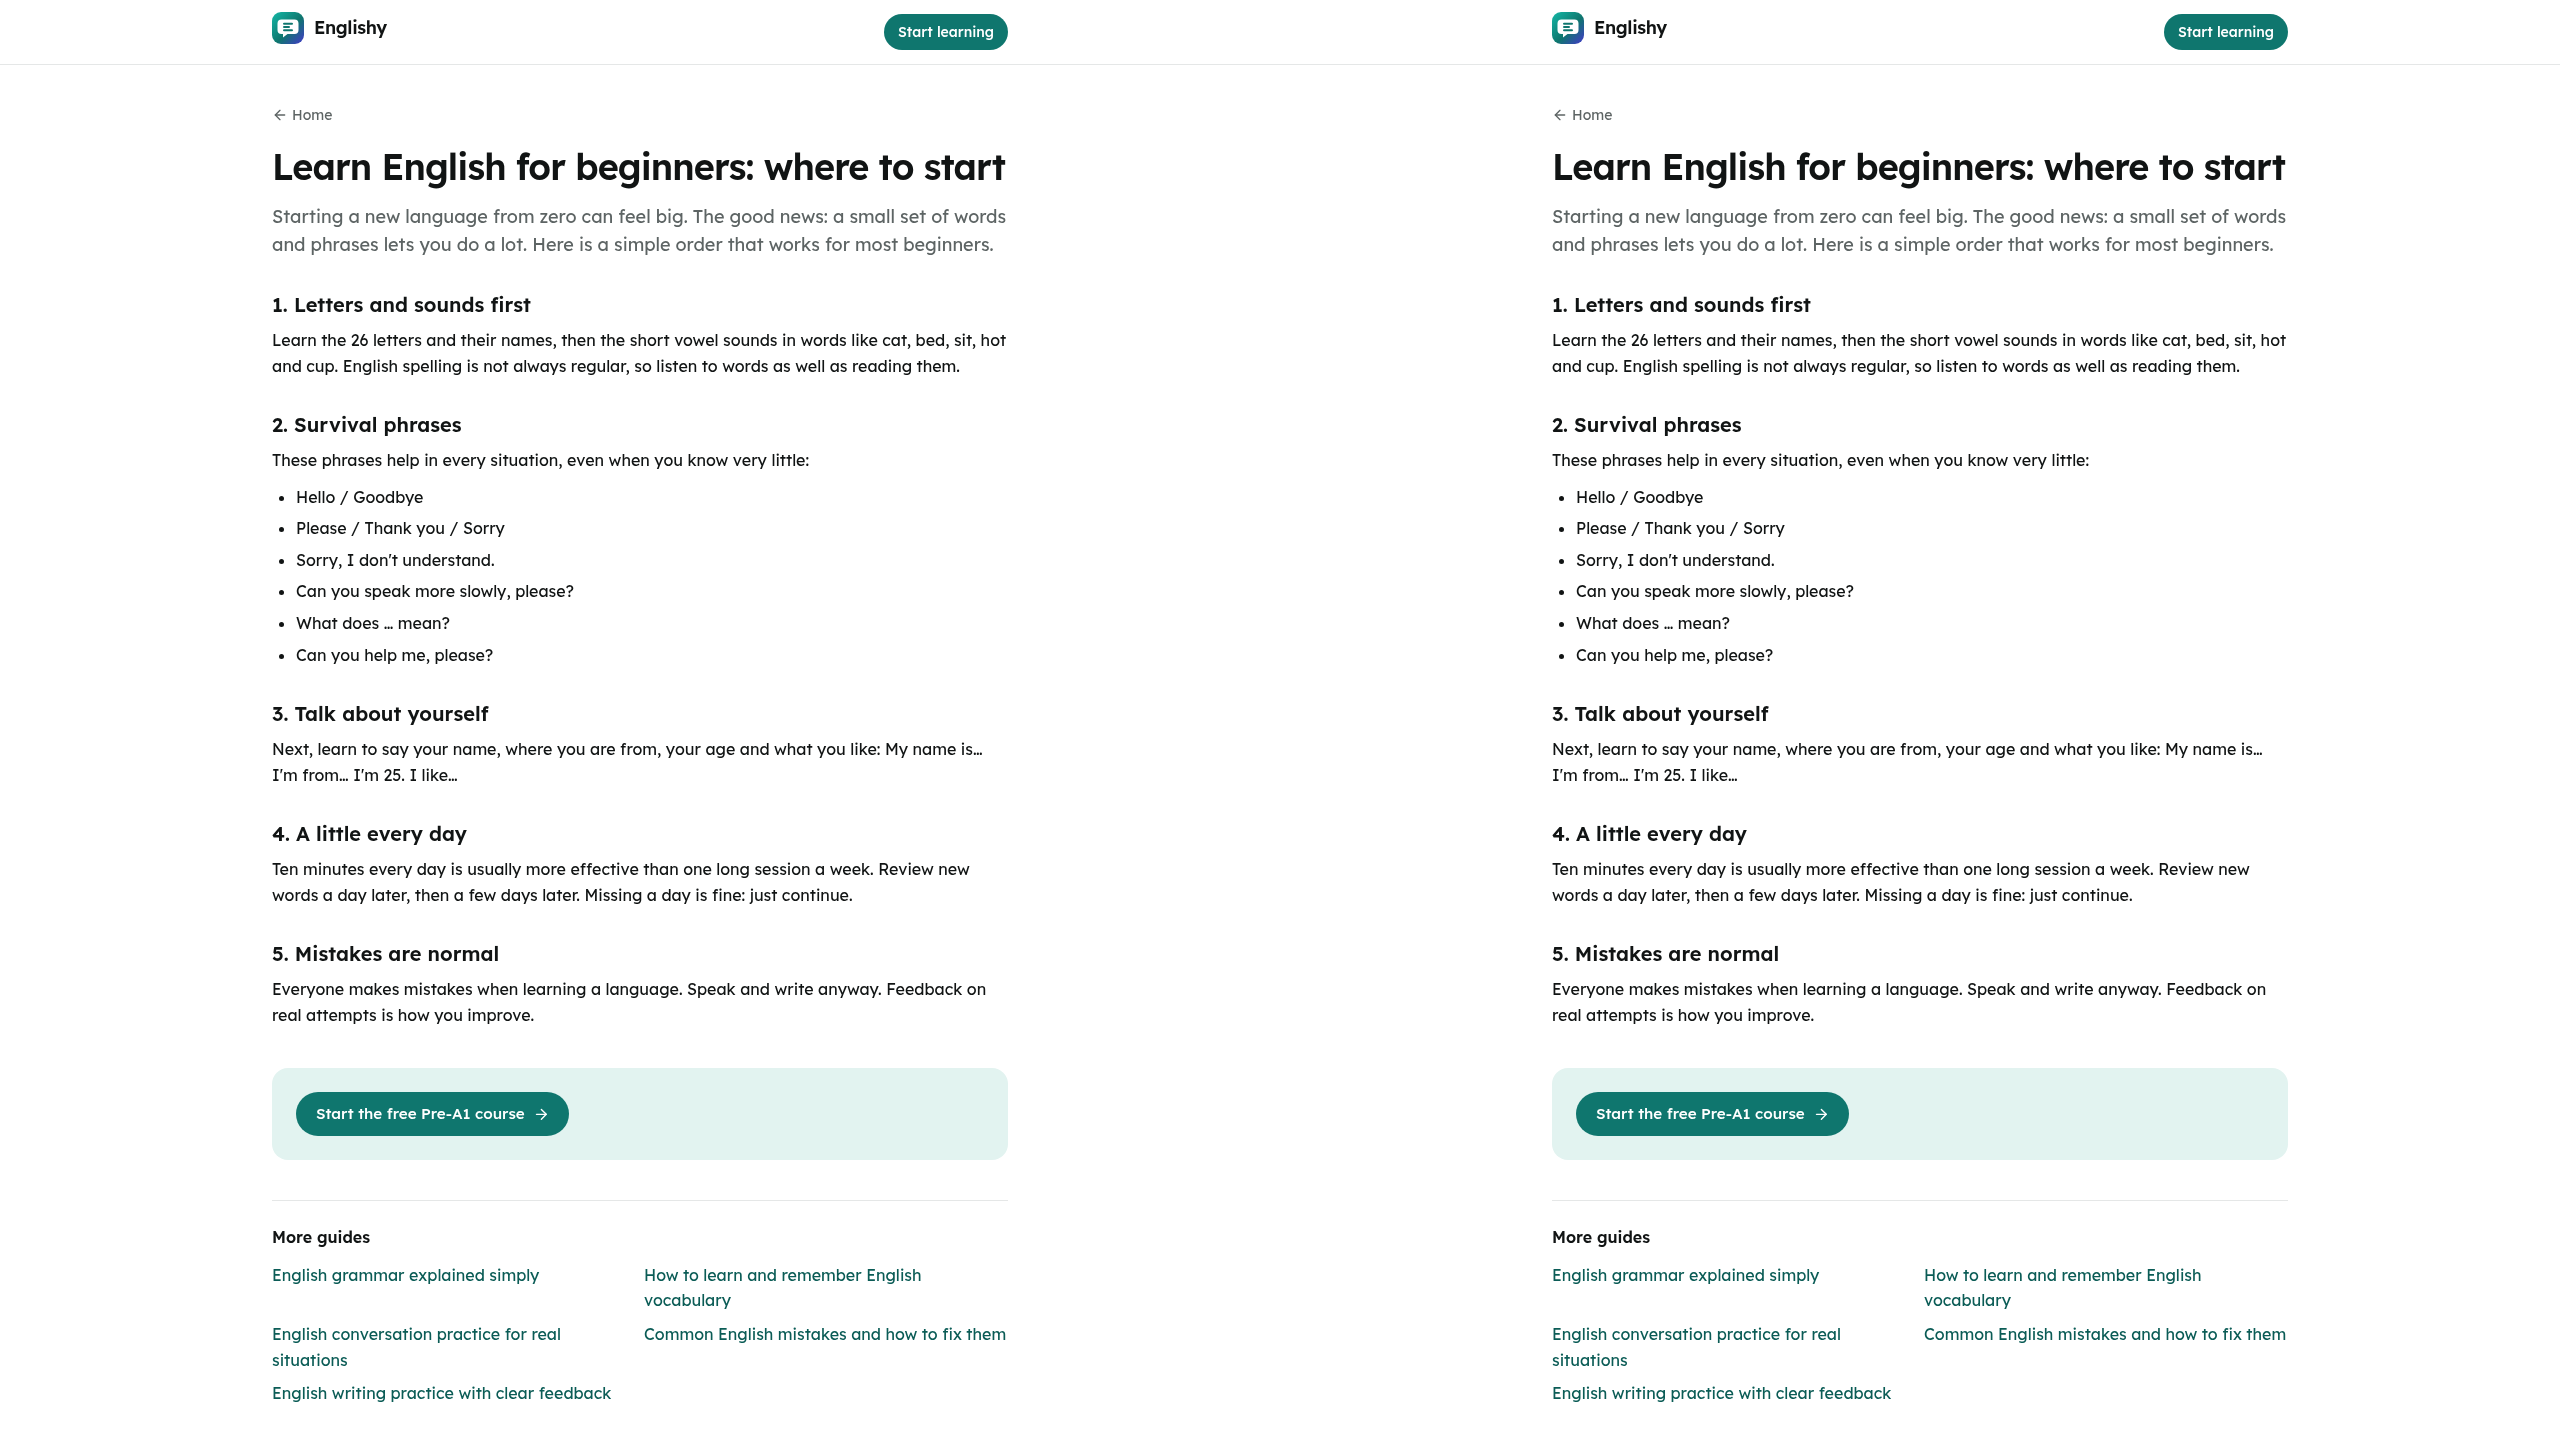 Englishy
Start learning
Home
Learn English for beginners: where to start
Starting a new language from zero can feel big. The good news: a small set of words
and phrases lets you do a lot. Here is a simple order that works for most beginners.
1. Letters and sounds first
Learn the 26 letters and their names, then the short vowel sounds in words like cat, bed, sit, hot
and cup. English spelling is not always regular, so listen to words as well as reading them.
2. Survival phrases
These phrases help in every situation, even when you know very little:
• Hello / Goodbye
• Please / Thank you / Sorry
• Sorry, I don't understand.
• Can you speak more slowly, please?
• What does … mean?
• Can you help me, please?
3. Talk about yourself
Next, learn to say your name, where you are from, your age and what you like: My name is…
I'm from… I'm 25. I like…
4. A little every day
Ten minutes every day is usually more effective than one long session a week. Review new
words a day later, then a few days later. Missing a day is fine: just continue.
5. Mistakes are normal
Everyone makes mistakes when learning a language. Speak and write anyway. Feedback on
real attempts is how you improve.
Start the free Pre-A1 course
More guides
English grammar explained simply
How to learn and remember English
vocabulary
English conversation practice for real
situations
Common English mistakes and how to fix them
English writing practice with clear feedback
Englishy
Start learning
Home
Learn English for beginners: where to start
Starting a new language from zero can feel big. The good news: a small set of words
and phrases lets you do a lot. Here is a simple order that works for most beginners.
1. Letters and sounds first
Learn the 26 letters and their names, then the short vowel sounds in words like cat, bed, sit, hot
and cup. English spelling is not always regular, so listen to words as well as reading them.
2. Survival phrases
These phrases help in every situation, even when you know very little:
• Hello / Goodbye
• Please / Thank you / Sorry
• Sorry, I don't understand.
• Can you speak more slowly, please?
• What does … mean?
• Can you help me, please?
3. Talk about yourself
Next, learn to say your name, where you are from, your age and what you like: My name is…
I'm from… I'm 25. I like…
4. A little every day
Ten minutes every day is usually more effective than one long session a week. Review new
words a day later, then a few days later. Missing a day is fine: just continue.
5. Mistakes are normal
Everyone makes mistakes when learning a language. Speak and write anyway. Feedback on
real attempts is how you improve.
Start the free Pre-A1 course
More guides
English grammar explained simply
How to learn and remember English
vocabulary
English conversation practice for real
situations
Common English mistakes and how to fix them
English writing practice with clear feedback